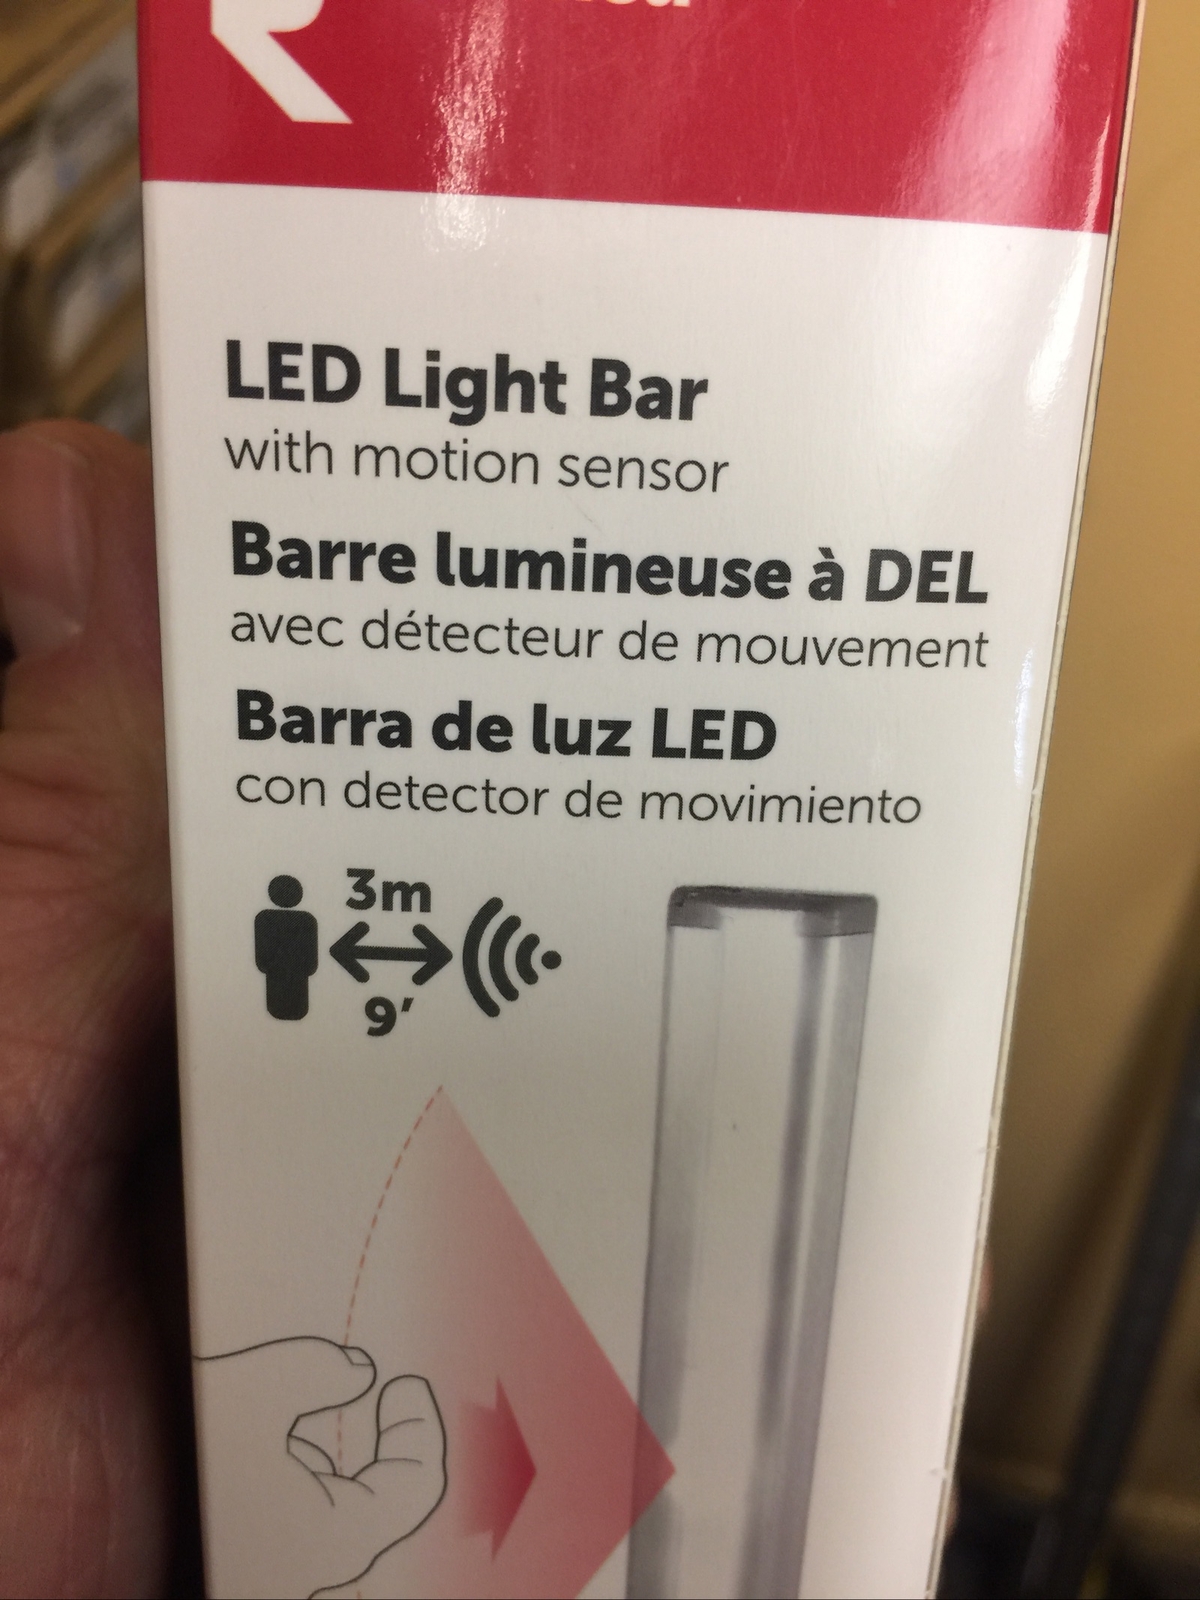 R
LED Light Bar
with motion sensor
Barre lumineuse à DEL
avec détecteur de mouvement
Barra de luz LED
con detector de movimiento
3m
9'